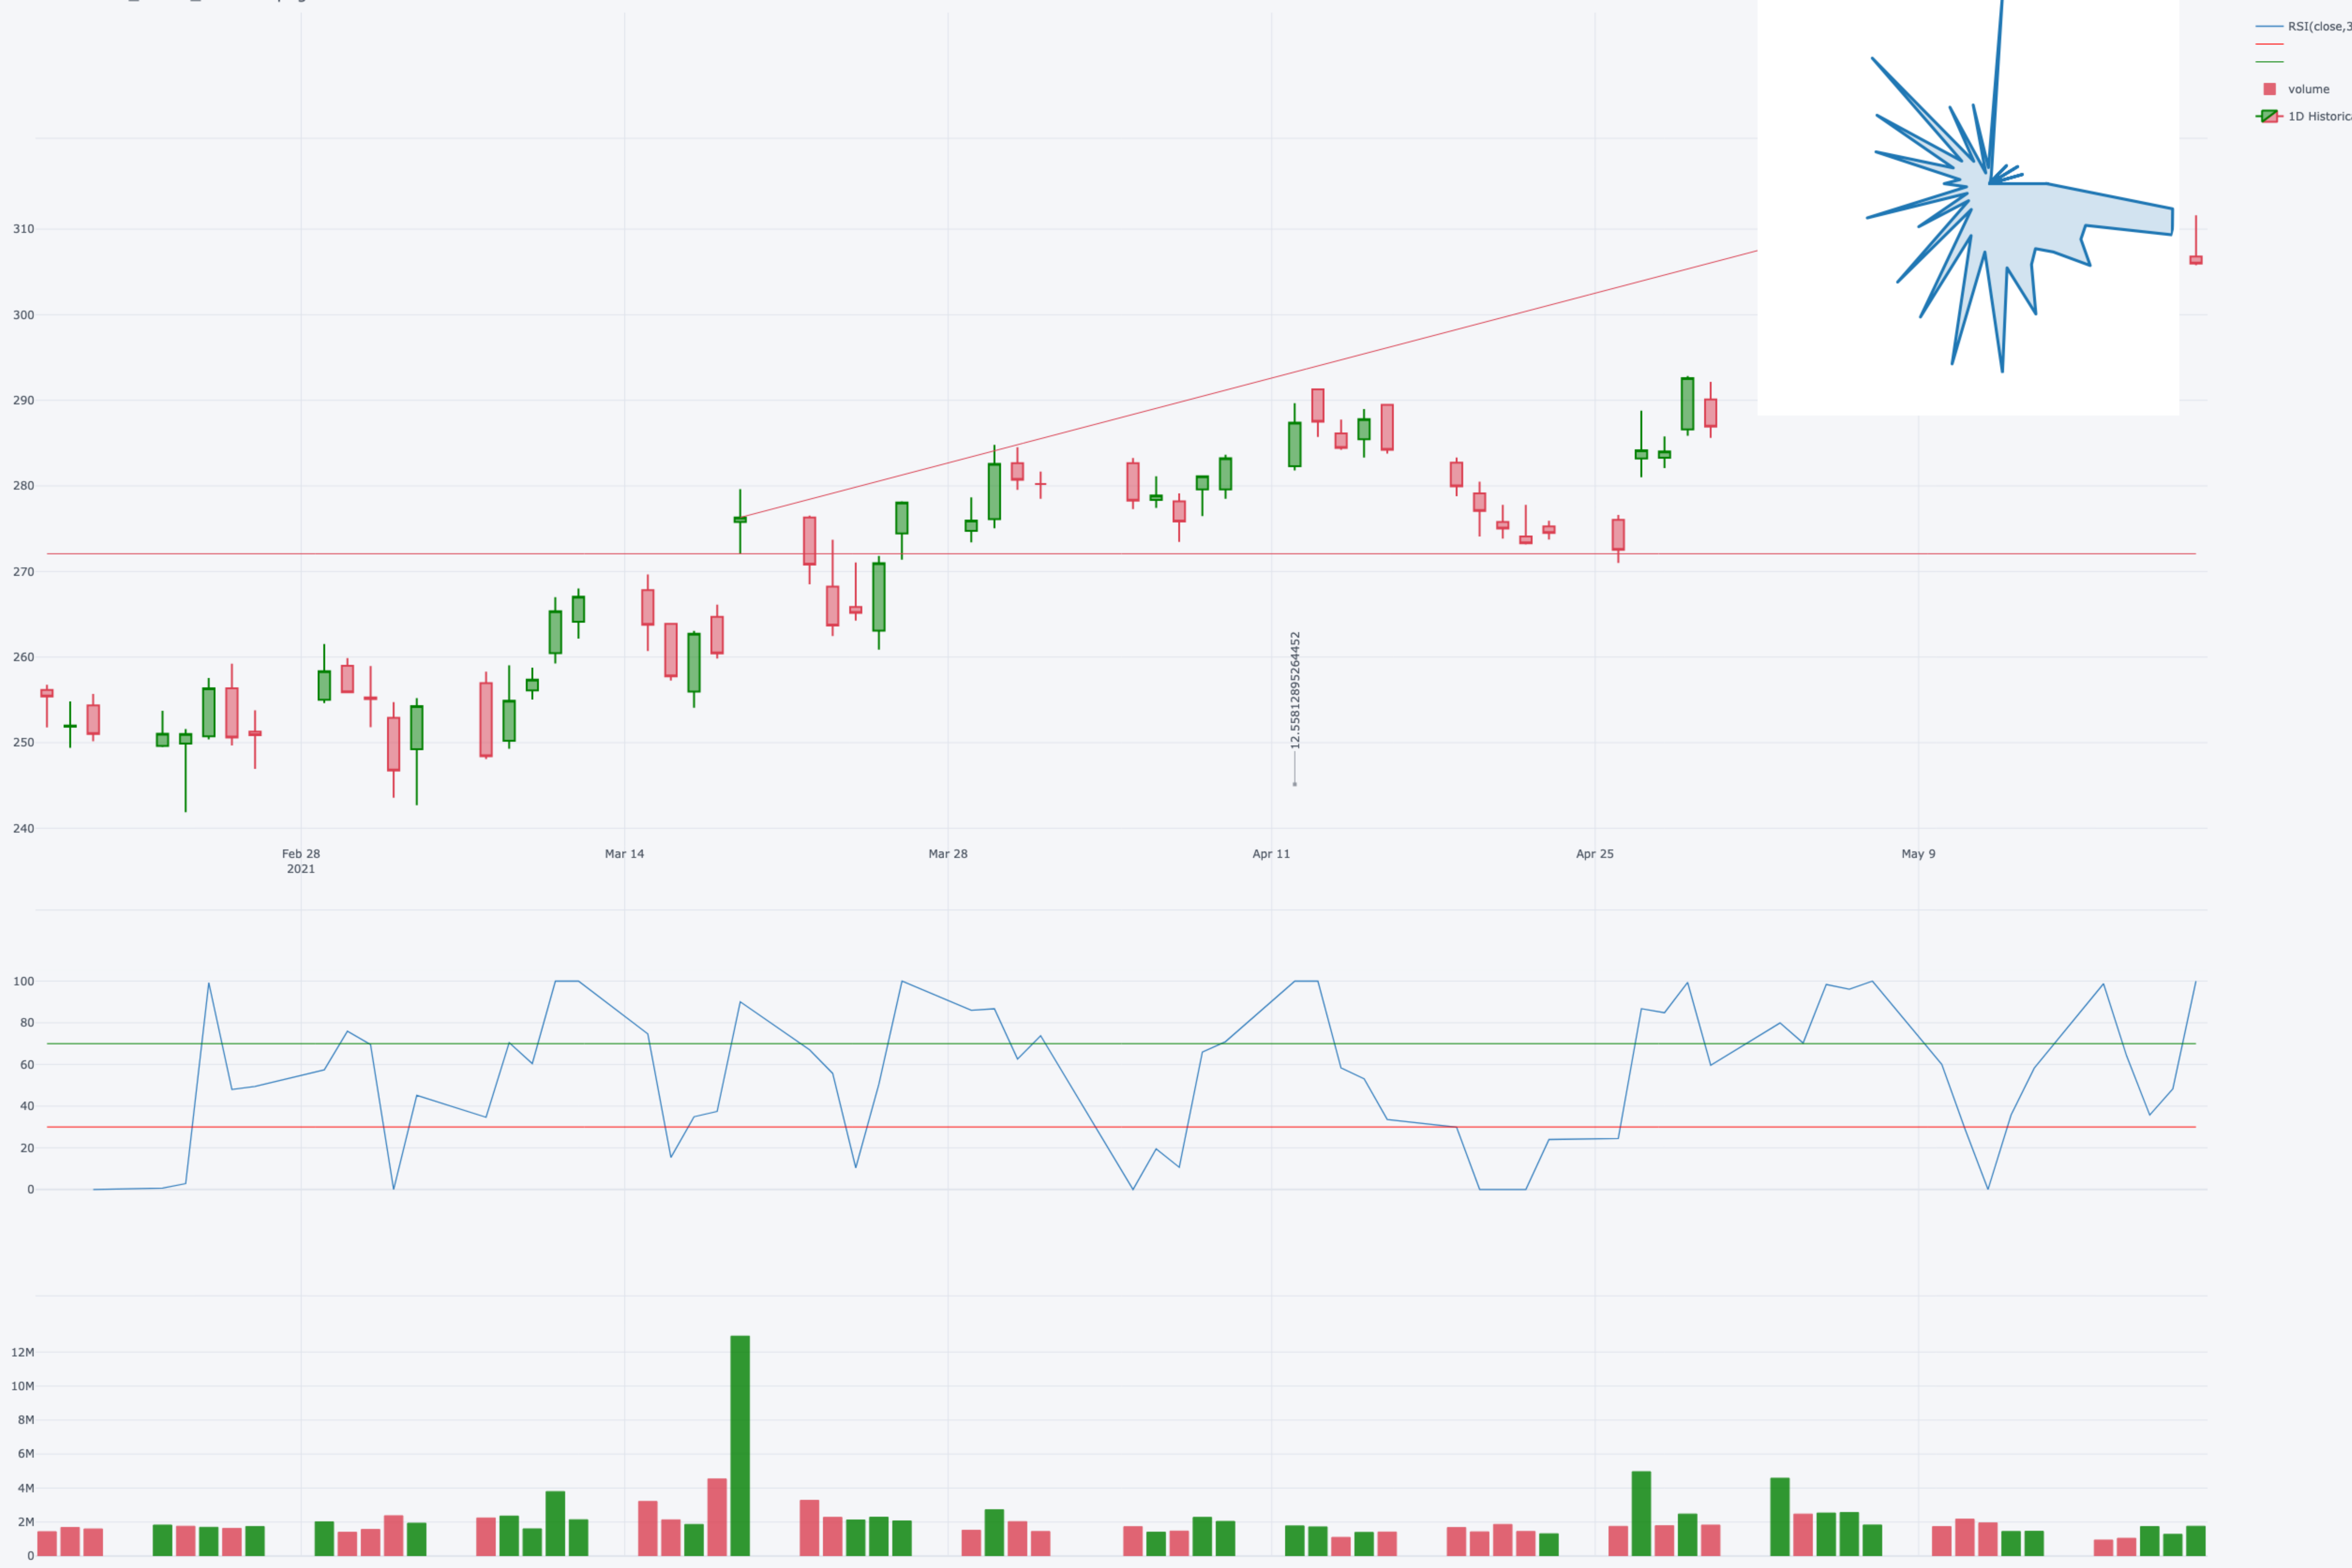 RSI(close,3
volume
1D Historica
310
300
290
280
270
260
250
240
12.55812895264452
Feb 28
2021
Mar 14
Mar 28
Apr 11
Apr 25
May 9
100
80
60
40
20
0
12M
10M
8M
6M
4M
2M
0